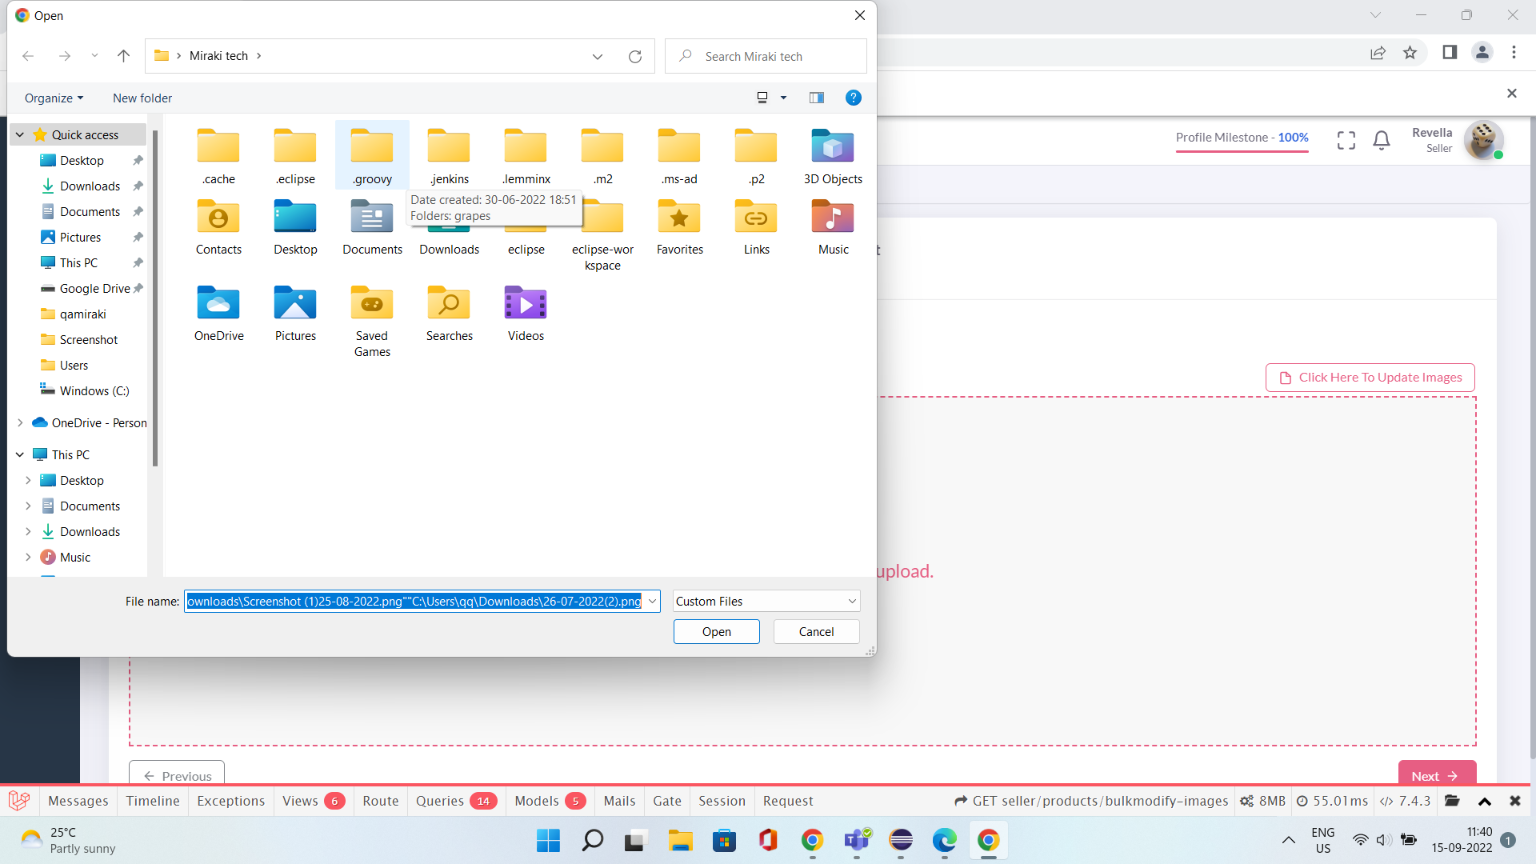 Open
Miraki tech
Search Miraki tech
Organize
New folder
?
Quick access
Desktop
Downloads
Documents
Pictures
This PC
Google Drive
qamiraki
Screenshot
Users
Windows (C:)
OneDrive - Person
This PC
Desktop
Documents
Downloads
Music
.cache
.eclipse
.groovy
.jenkins
.lemminx
.m2
.ms-ad
.p2
3D Objects
Date created: 30-06-2022 18:51
Folders: grapes
Contacts
Desktop
Documents
Downloads
eclipse
eclipse-wor
kspace
Favorites
Links
Music
OneDrive
Pictures
Saved
Games
Searches
Videos
File name:
ownloads\Screenshot (1)25-08-2022.png""C:\Users\qq\Downloads\26-07-2022(2).png
Custom Files
Open
Cancel
Profile Milestone - 100%
Revella
Seller
t
Click Here To Update Images
upload.
Previous
Next
Messages
Timeline
Exceptions
Views 6
Route
Queries 14
Models 5
Mails
Gate
Session
Request
GET seller/products/bulkmodify-images
8MB
55.01ms
</> 7.4.3
25°C
Partly sunny
ENG
US
11:40
15-09-2022
1